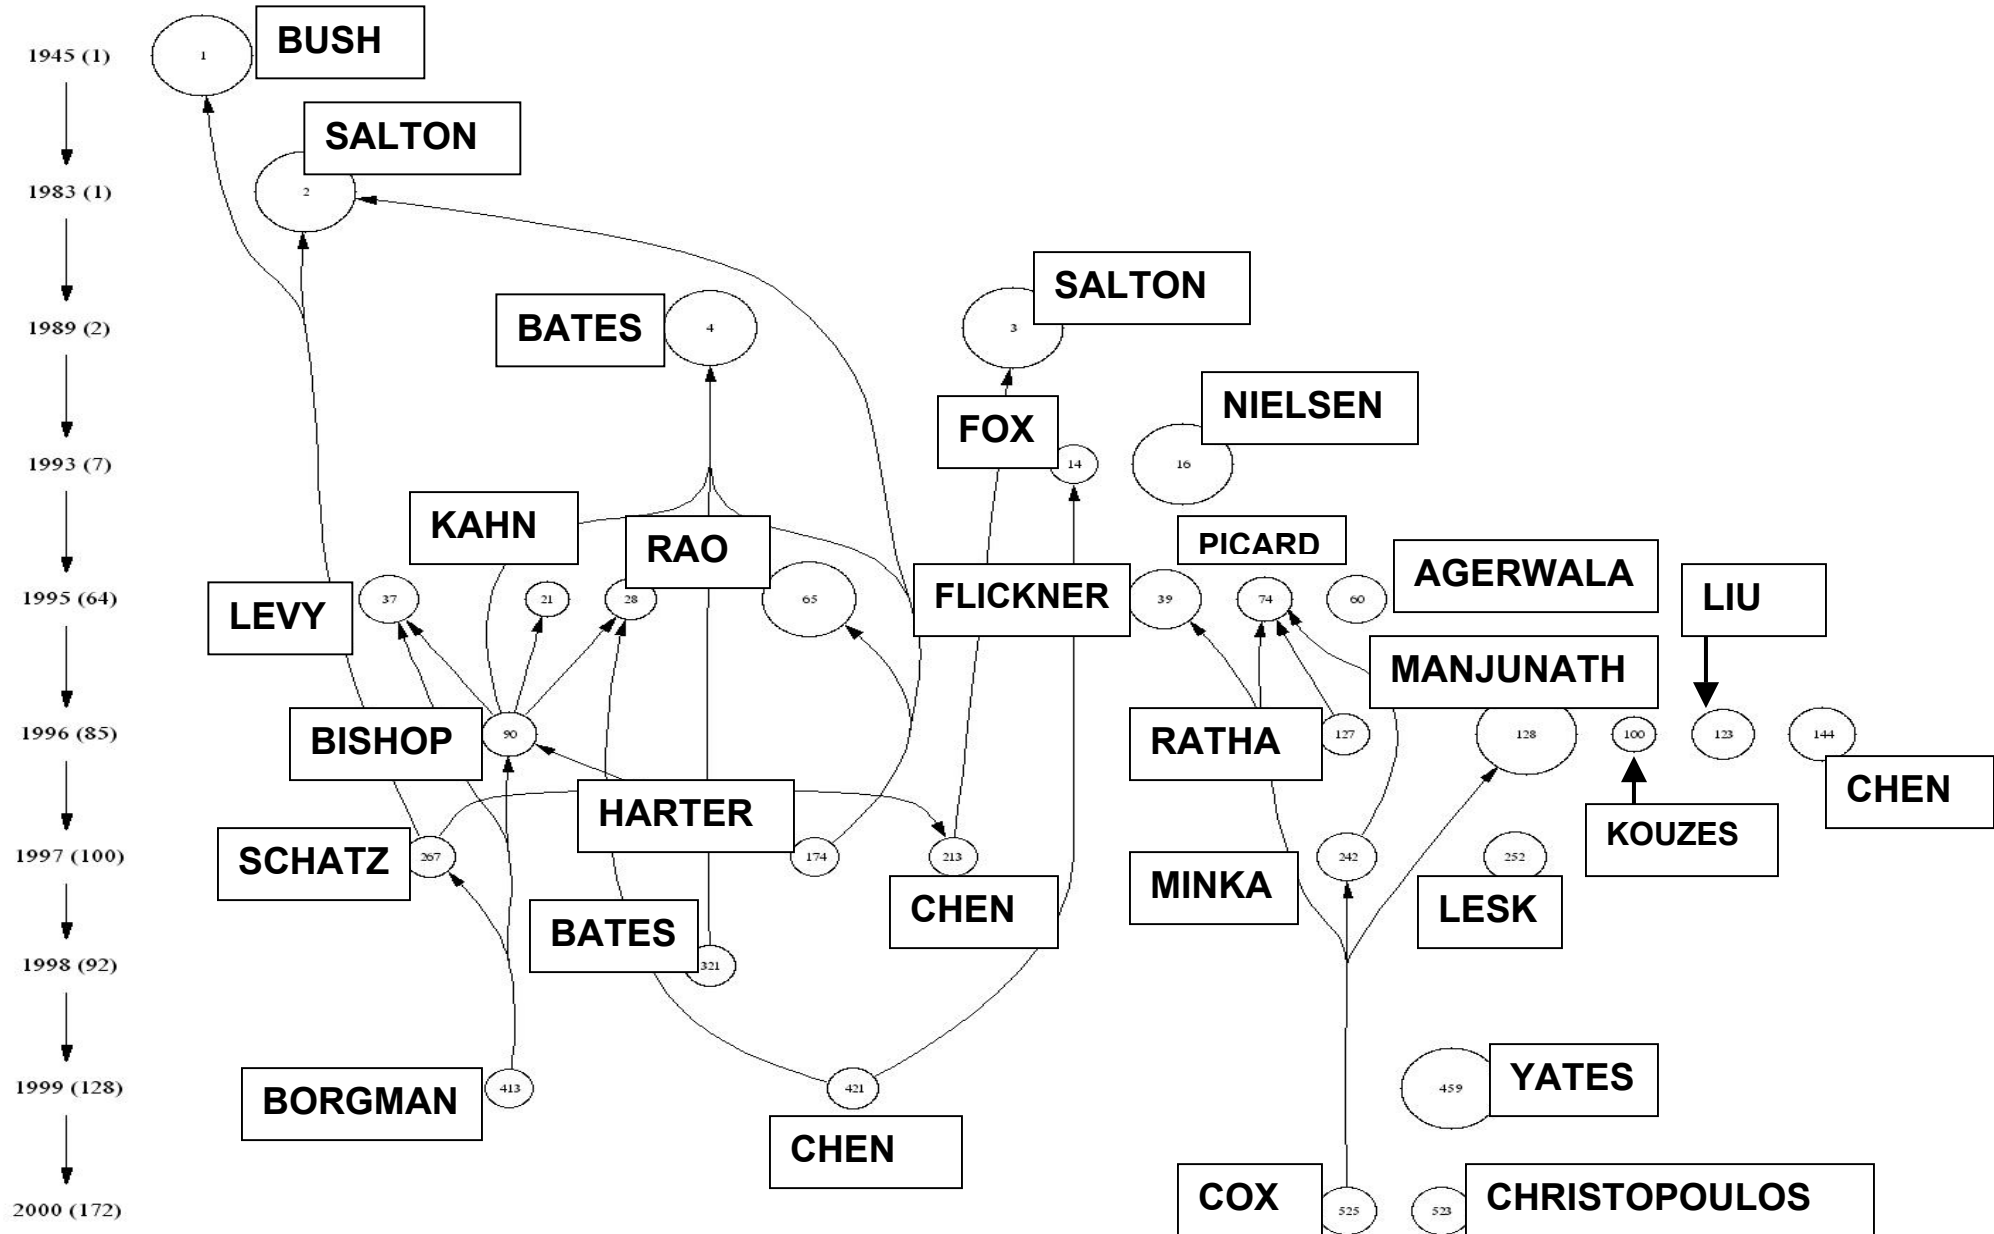 1945 (1)
1
BUSH
SALTON
1983 (1)
2
SALTON
1989 (2)
BATES
4
3
NIELSEN
FOX
1993 (7)
14
16
KAHN
RAO
PICARD
AGERWALA
1995 (64)
LEVY
37
21
28
65
FLICKNER
39
74
60
LIU
MANJUNATH
1996 (85)
BISHOP
90
RATHA
127
128
100
123
144
CHEN
HARTER
KOUZES
1997 (100)
SCHATZ
267
174
213
CHEN
MINKA
242
252
LESK
BATES
1998 (92)
321
1999 (128)
BORGMAN
413
421
CHEN
459
YATES
2000 (172)
COX
525
523
CHRISTOPOULOS